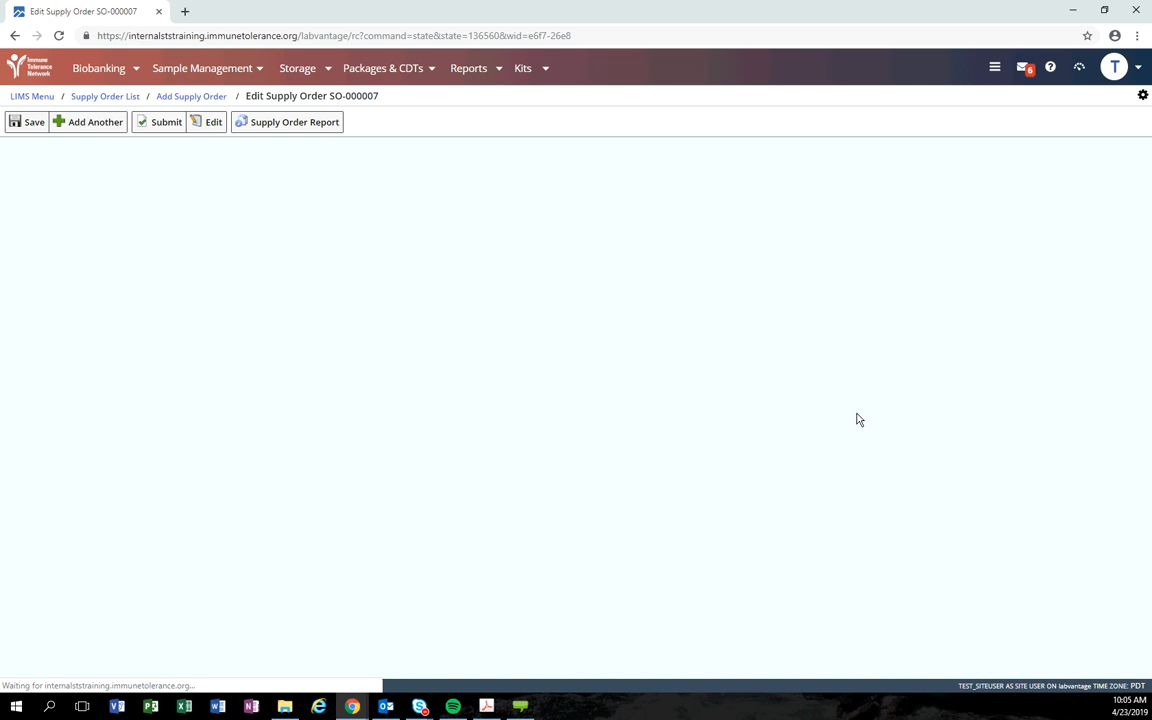 Edit Supply Order SO-000007
https://internalststraining.immunetolerance.org/labvantage/rc?command=state&state=136560&wid=e6f7-26e8
Immune
Tolerance
Network
Biobanking Sample Management Storage Packages & CDTs Reports Kits 6 T
LIMS Menu / Supply Order List / Add Supply Order / Edit Supply Order SO-000007
Save Add Another Submit Edit Supply Order Report
Waiting for internalststraining.immunetolerance.org...
TEST_SITEUSER AS SITE USER ON labvantage TIME ZONE: PDT
10:05 AM
4/23/2019